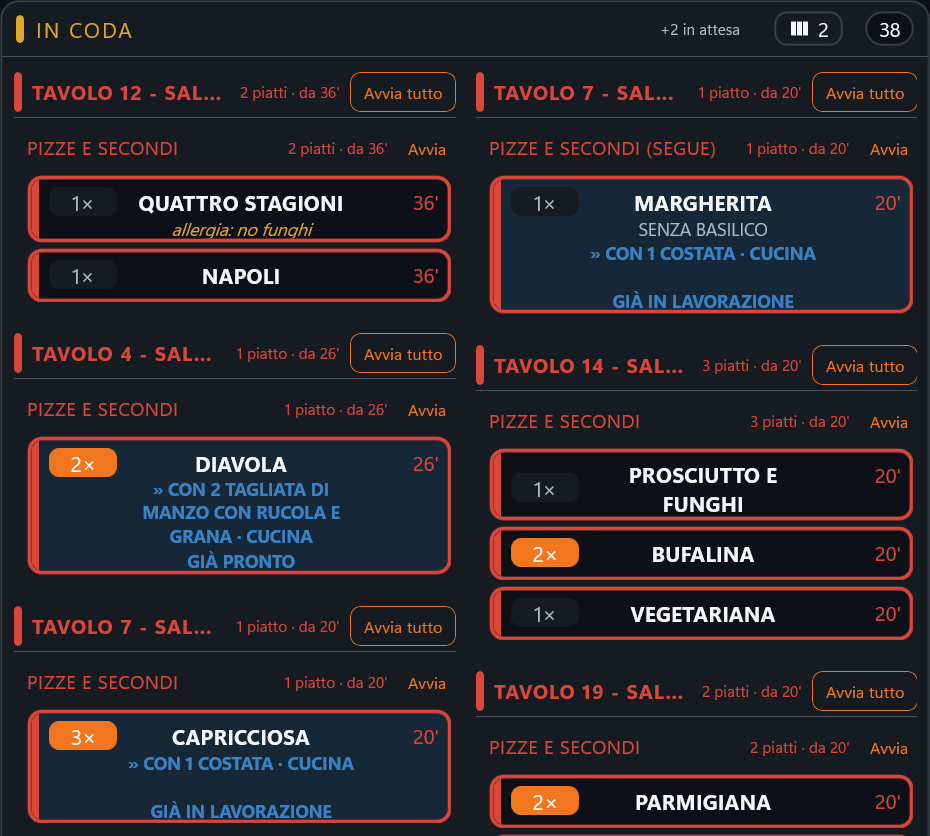 IN CODA
+2 in attesa
2
38
TAVOLO 12 - SAL...
2 piatti · da 36'
Avvia tutto
PIZZE E SECONDI
2 piatti · da 36'
Avvia
1×
QUATTRO STAGIONI
36'
allergia: no funghi
1×
NAPOLI
36'
TAVOLO 4 - SAL...
1 piatto · da 26'
Avvia tutto
PIZZE E SECONDI
1 piatto · da 26'
Avvia
2×
DIAVOLA
26'
» CON 2 TAGLIATA DI
MANZO CON RUCOLA E
GRANA · CUCINA
GIÀ PRONTO
TAVOLO 7 - SAL...
1 piatto · da 20'
Avvia tutto
PIZZE E SECONDI
1 piatto · da 20'
Avvia
3×
CAPRICCIOSA
20'
» CON 1 COSTATA · CUCINA
GIÀ IN LAVORAZIONE
TAVOLO 7 - SAL...
1 piatto · da 20'
Avvia tutto
PIZZE E SECONDI (SEGUE)
1 piatto · da 20'
Avvia
1×
MARGHERITA
20'
SENZA BASILICO
» CON 1 COSTATA · CUCINA
GIÀ IN LAVORAZIONE
TAVOLO 14 - SAL...
3 piatti · da 20'
Avvia tutto
PIZZE E SECONDI
3 piatti · da 20'
Avvia
1×
PROSCIUTTO E
FUNGHI
20'
2×
BUFALINA
20'
1×
VEGETARIANA
20'
TAVOLO 19 - SAL...
2 piatti · da 20'
Avvia tutto
PIZZE E SECONDI
2 piatti · da 20'
Avvia
2×
PARMIGIANA
20'